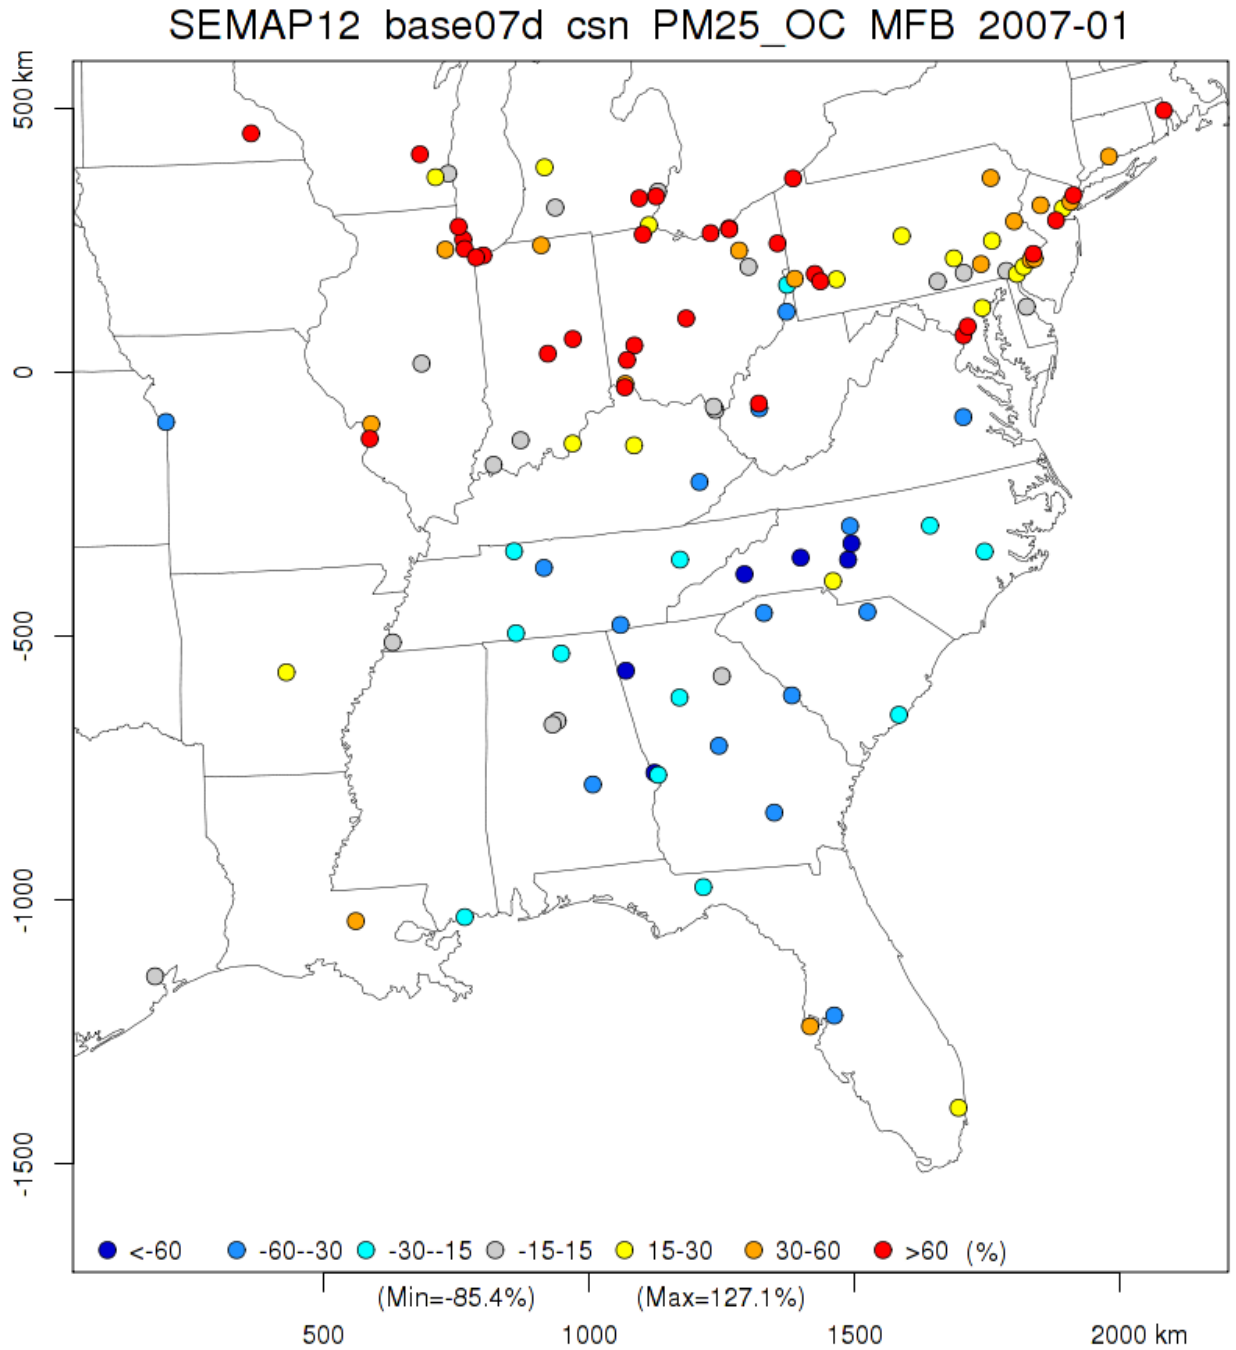 SEMAP12 base07d csn PM25_OC MFB 2007-01
500 km
0
-500
-1000
-1500
<-60 -60--30 -30--15 -15-15 15-30 30-60 >60 (%)
(Min=-85.4%) (Max=127.1%)
500 1000 1500 2000 km